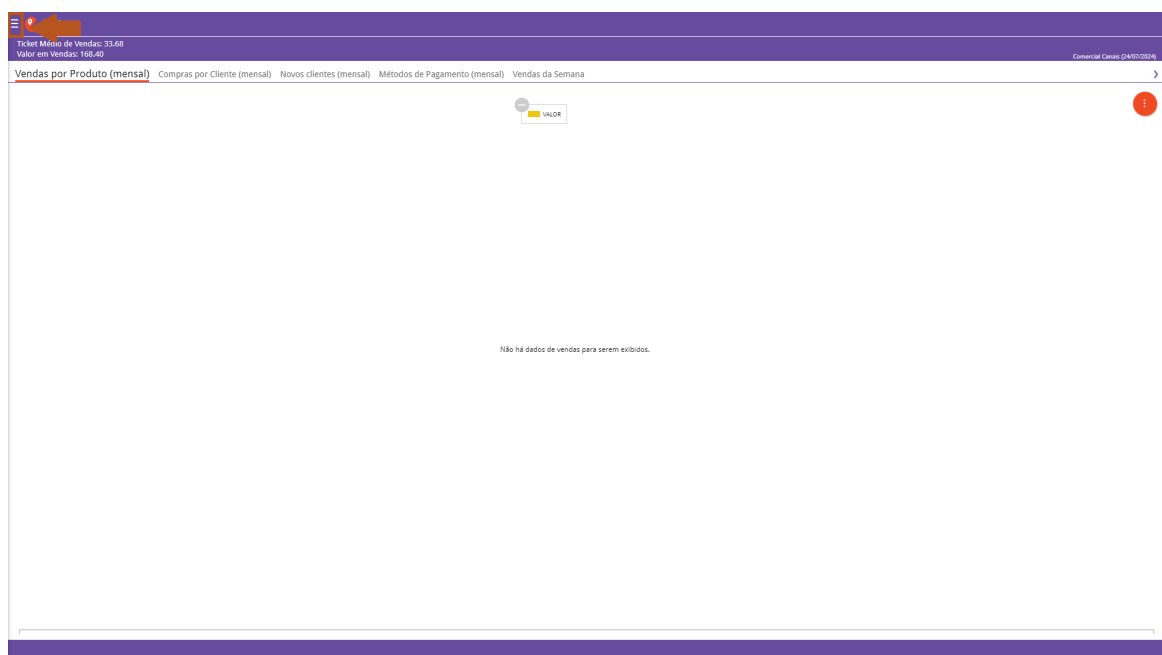 Ticket Médio de Vendas: 33.68
Valor em Vendas: 168.40
Comercial Canais (24/07/2024)
Vendas por Produto (mensal) Compras por Cliente (mensal) Novos clientes (mensal) Métodos de Pagamento (mensal) Vendas da Semana
VALOR
Não há dados de vendas para serem exibidos.